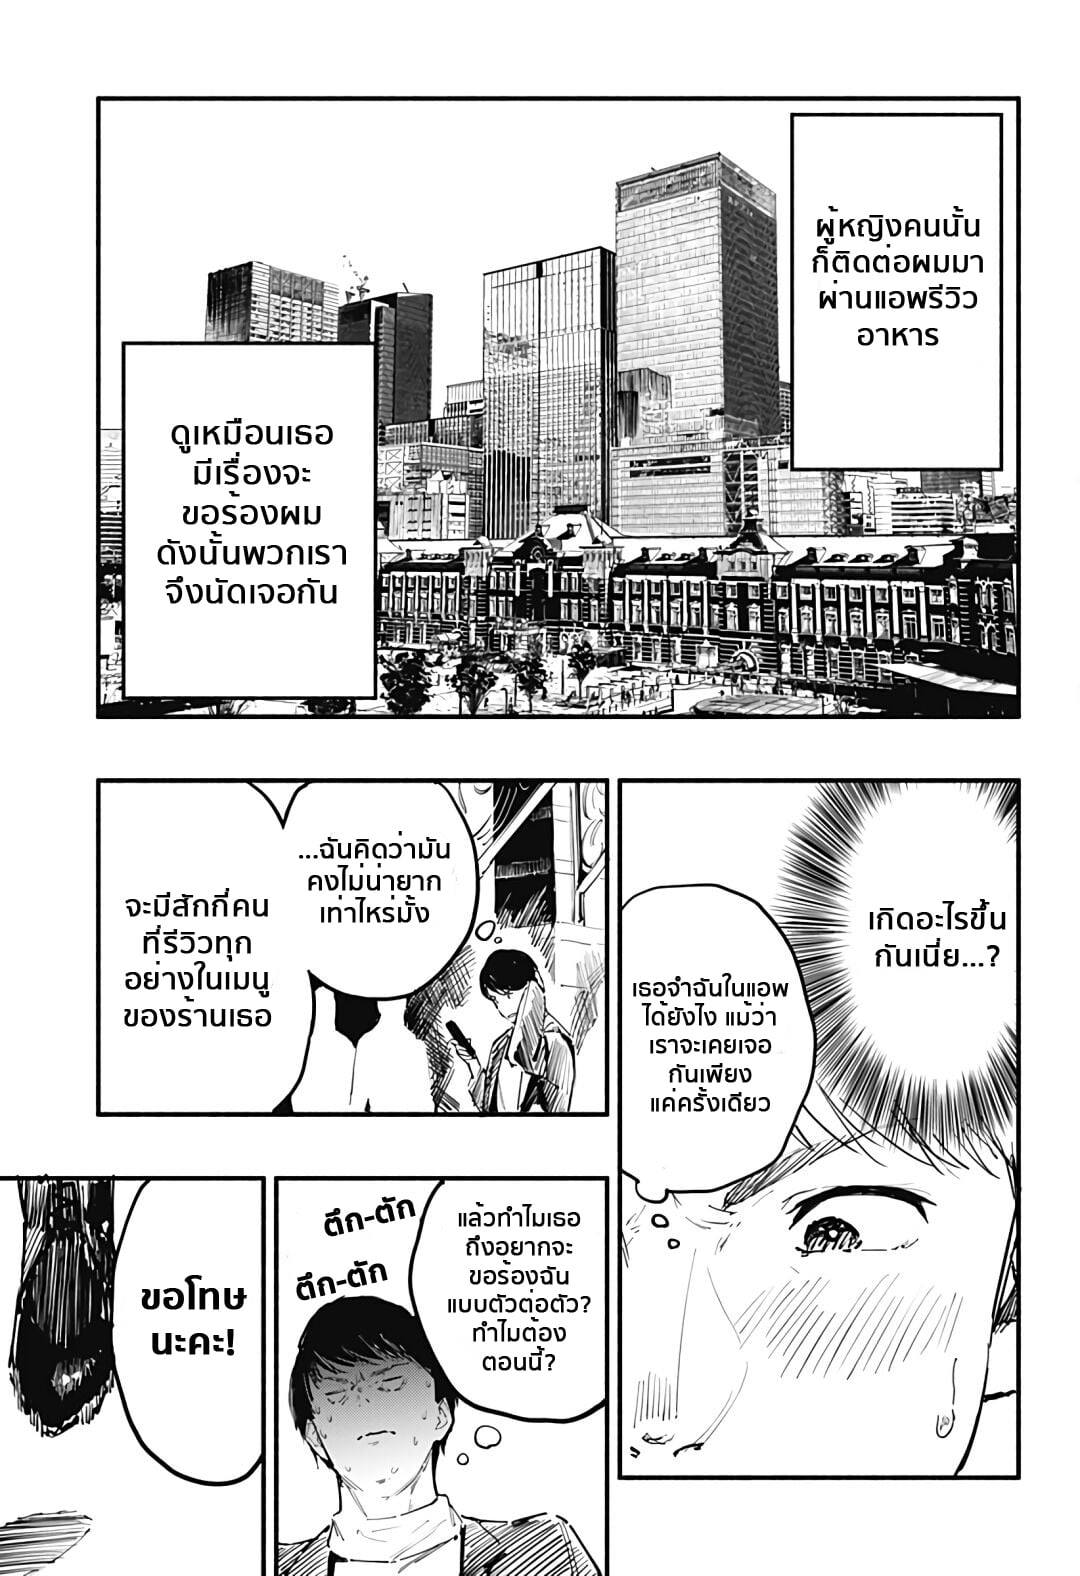 ผู้หญิงคนนั้น
ก็ติดต่อผมมา
ผ่านแอพรีวิว
อาหาร
ดูเหมือนเธอ
มีเรื่องจะ
ขอร้องผม
ดังนั้นพวกเรา
จึงนัดเจอกัน
เกิดอะไรขึ้น
กันเนี่ย...?
เธอจำฉันในแอพ
ได้ยังไง แม้ว่า
เราจะเคยเจอ
กันเพียง
แค่ครั้งเดียว
...ฉันคิดว่ามัน
คงไม่น่ายาก
เท่าไหร่มั้ง
จะมีสักกี่คน
ที่รีวิวทุก
อย่างในเมนู
ของร้านเธอ
แล้วทำไมเธอ
ถึงอยากจะ
ขอร้องฉัน
แบบตัวต่อตัว?
ทำไมต้อง
ตอนนี้?
ตึก-ตัก
ตึก-ตัก
ขอโทษ
นะคะ!